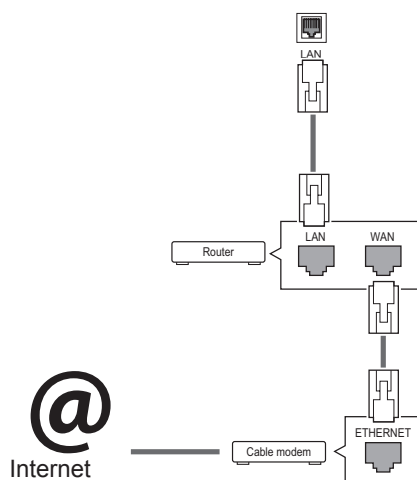 LAN
LAN WAN
Router
ETHERNET
@
Internet
Cable modem